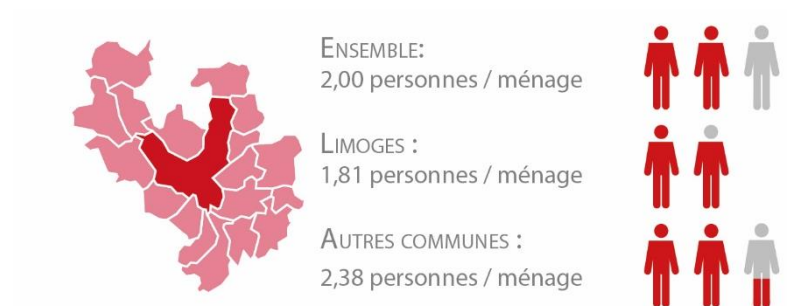 ENSEMBLE:
2,00 personnes / ménage
LIMOGES :
1,81 personnes / ménage
AUTRES COMMUNES :
2,38 personnes / ménage